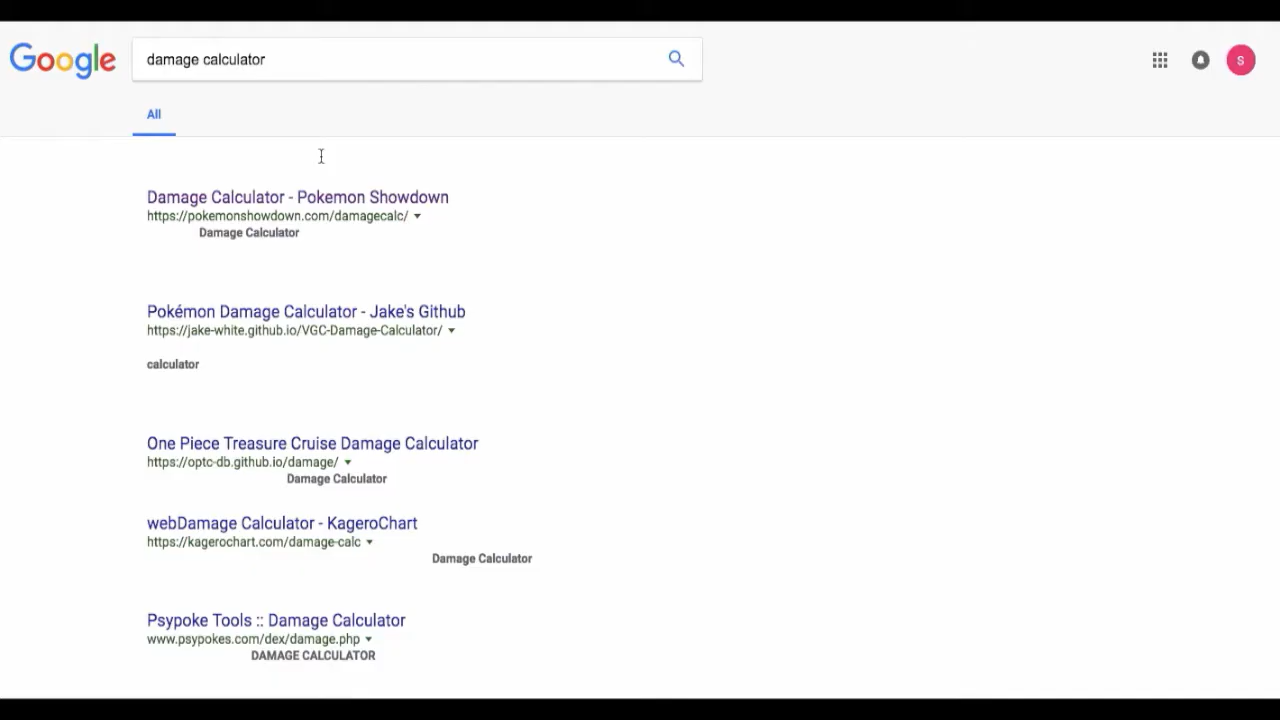 Google
damage calculator
S
All
Damage Calculator - Pokemon Showdown
https://pokemonshowdown.com/damagecalc/
Damage Calculator
Pokémon Damage Calculator - Jake's Github
https://jake-white.github.io/VGC-Damage-Calculator/
calculator
One Piece Treasure Cruise Damage Calculator
https://optc-db.github.io/damage/
Damage Calculator
webDamage Calculator - KageroChart
https://kagerochart.com/damage-calc
Damage Calculator
Psypoke Tools :: Damage Calculator
www.psypokes.com/dex/damage.php
DAMAGE CALCULATOR